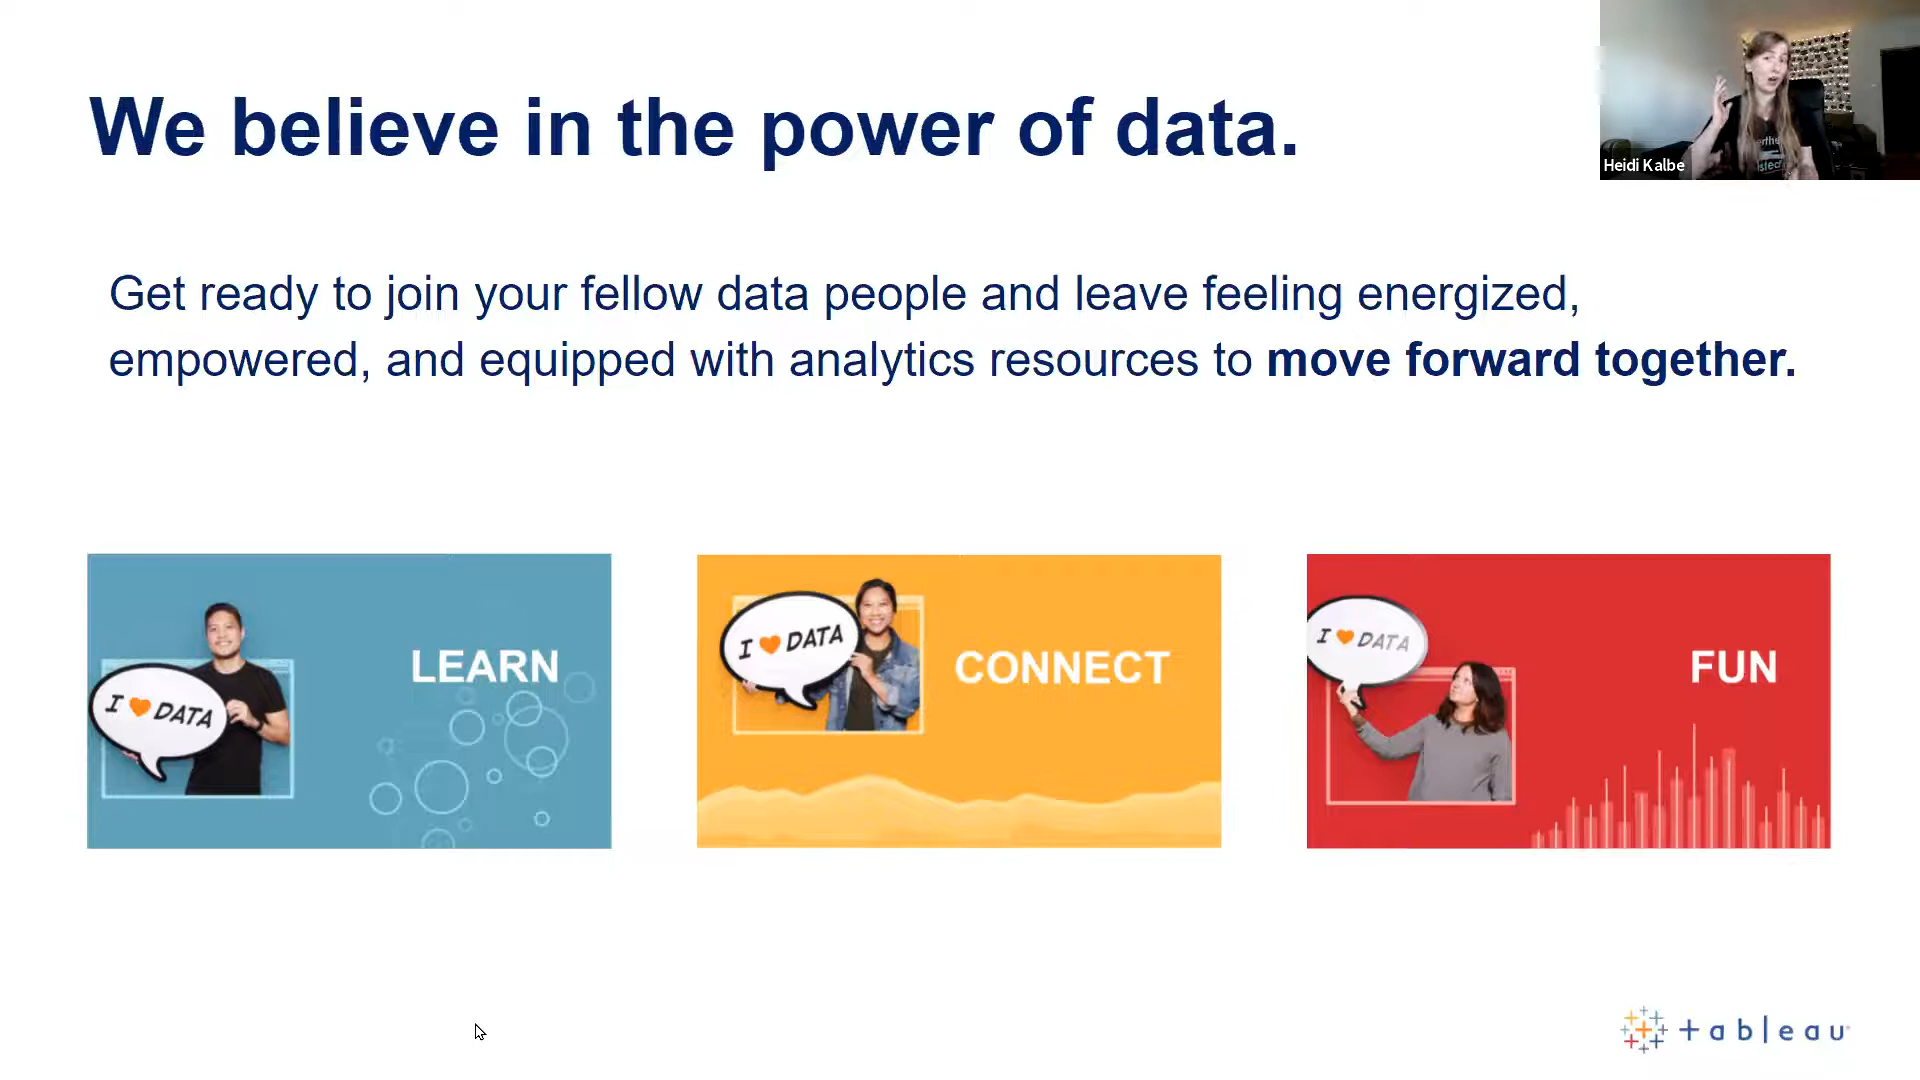 We believe in the power of data.
Heidi Kalbe
Get ready to join your fellow data people and leave feeling energized,
empowered, and equipped with analytics resources to move forward together.
I DATA
LEARN
I DATA
CONNECT
I DATA
FUN
tableau